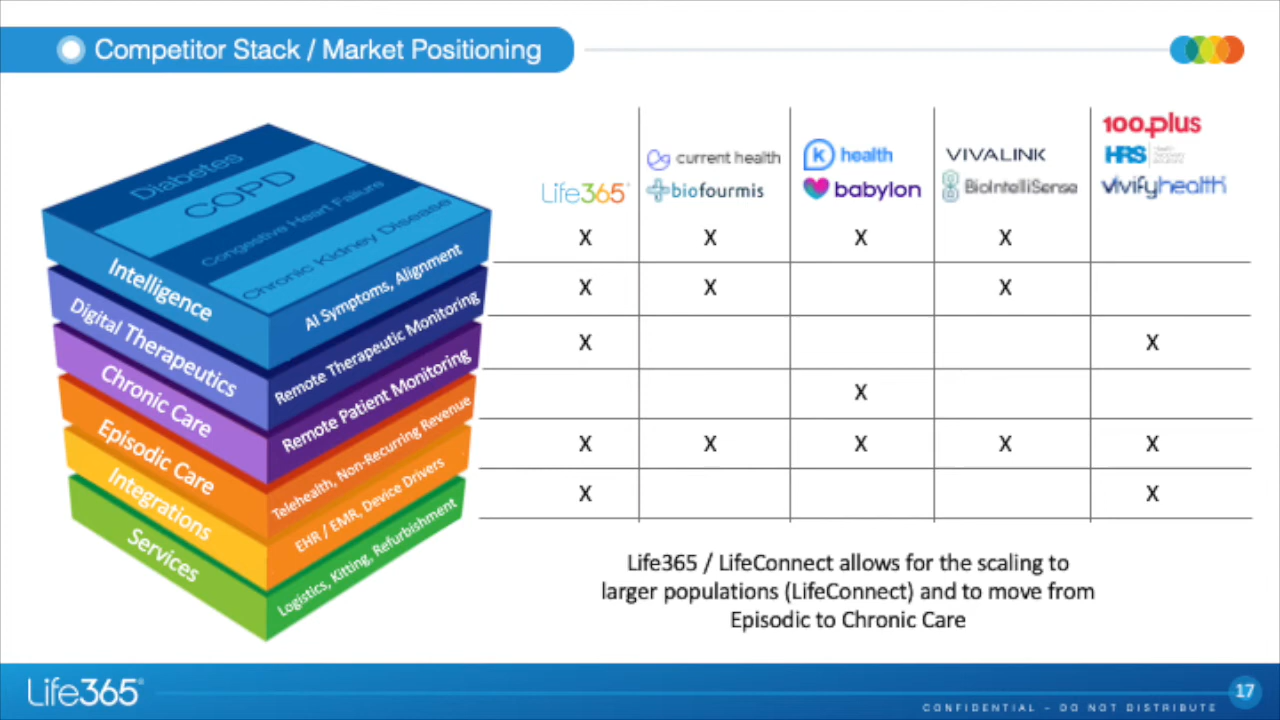 Competitor Stack / Market Positioning
Diabetes
COPD
Congestive Heart Failure
Chronic Kidney Disease
Intelligence
AI Symptoms, Alignment
Digital Therapeutics
Remote Therapeutic Monitoring
Chronic Care
Remote Patient Monitoring
Episodic Care
Telehealth, Non-Recurring Revenue
Integrations
EHR / EMR, Device Drivers
Services
Logistics, Kitting, Refurbishment
Life365
current health
biofourmis
k health
babylon
VIVALINK
BioIntelliSense
100plus
HRS
vivifyhealth
X X X X
X X X
X X
X
X X X X X
X X
Life365 / LifeConnect allows for the scaling to
larger populations (LifeConnect) and to move from
Episodic to Chronic Care
Life365
CONFIDENTIAL - DO NOT DISTRIBUTE
17